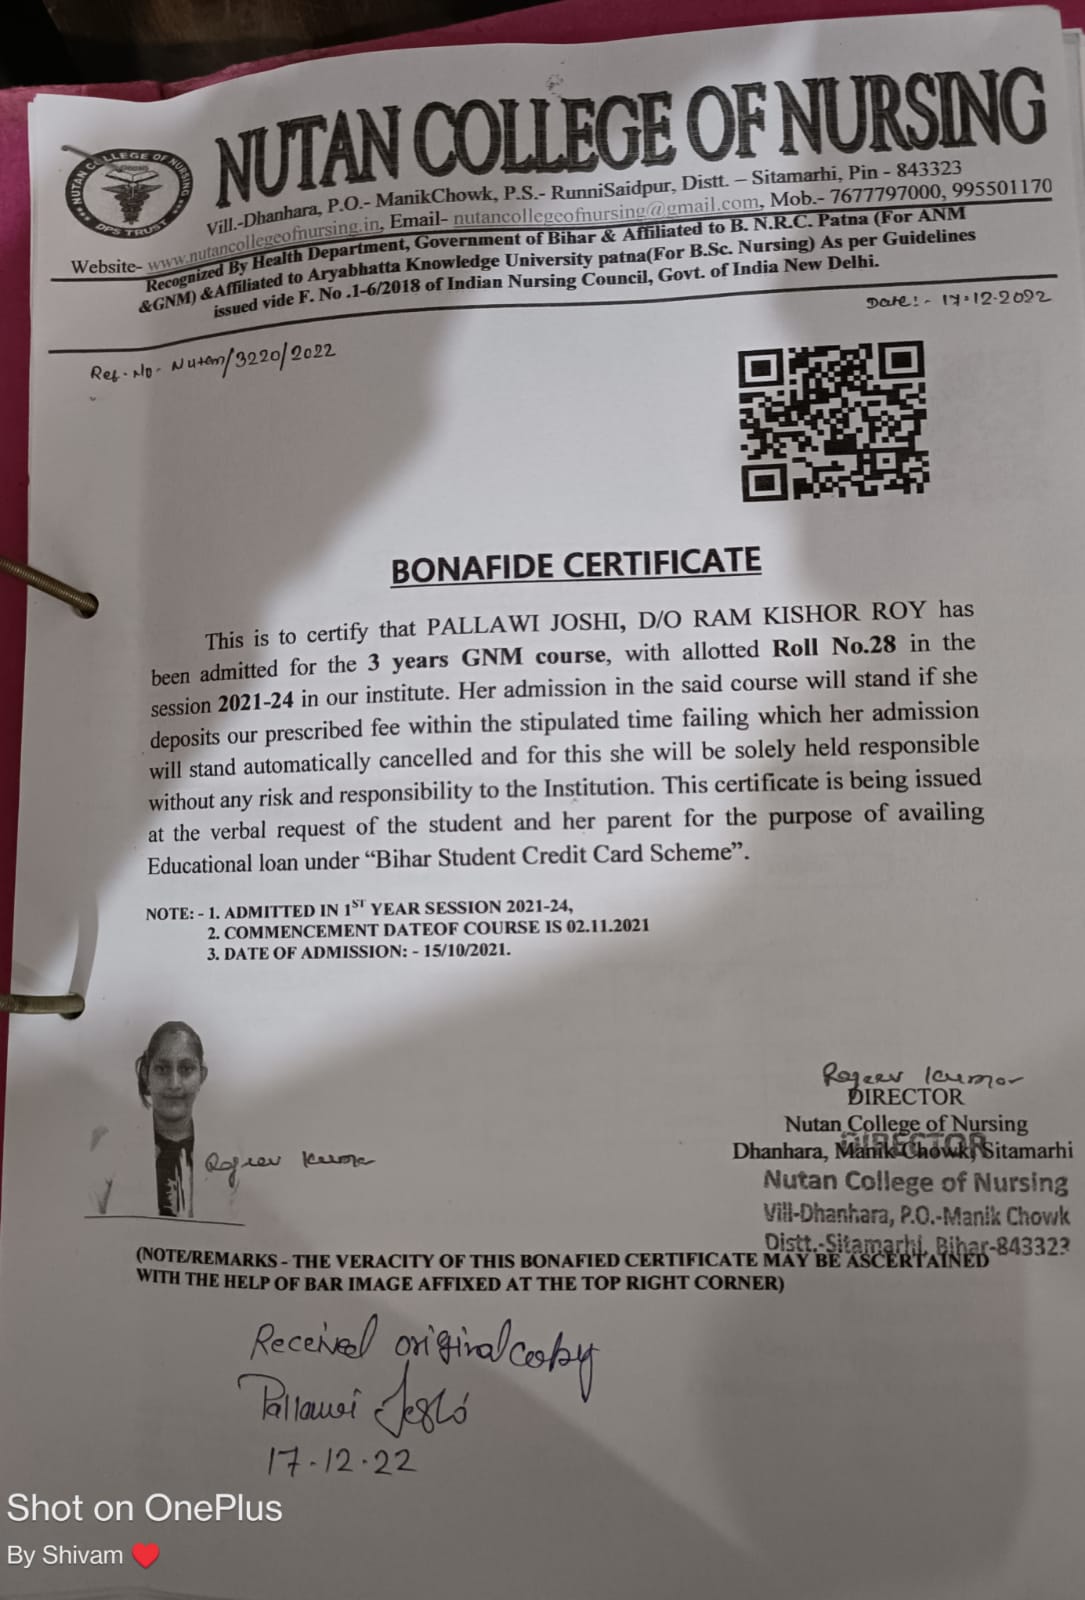 NUTAN COLLEGE OF NURSING
NUTAN COLLEGE OF NURSING
DPS TRUST
Vill.-Dhanhara, P.O.- ManikChowk, P.S.- RunniSaidpur, Distt. – Sitamarhi, Pin - 843323
Website- www.nutancollegeofnursing.in, Email- nutancollegeofnursing@gmail.com, Mob.- 7677797000, 995501170
Recognized By Health Department, Government of Bihar & Affiliated to B. N.R.C. Patna (For ANM
&GNM) &Affiliated to Aryabhatta Knowledge University patna(For B.Sc. Nursing) As per Guidelines
issued vide F. No .1-6/2018 of Indian Nursing Council, Govt. of India New Delhi.
Date:- 17.12.2022
Ref. No- Nutan/3220/2022
BONAFIDE CERTIFICATE
This is to certify that PALLAWI JOSHI, D/O RAM KISHOR ROY has
been admitted for the 3 years GNM course, with allotted Roll No.28 in the
session 2021-24 in our institute. Her admission in the said course will stand if she
deposits our prescribed fee within the stipulated time failing which her admission
will stand automatically cancelled and for this she will be solely held responsible
without any risk and responsibility to the Institution. This certificate is being issued
at the verbal request of the student and her parent for the purpose of availing
Educational loan under “Bihar Student Credit Card Scheme”.
NOTE: - 1. ADMITTED IN 1ST YEAR SESSION 2021-24,
2. COMMENCEMENT DATEOF COURSE IS 02.11.2021
3. DATE OF ADMISSION: - 15/10/2021.
Rajeev Kumar
DIRECTOR
Nutan College of Nursing
Dhanhara, Manik Chowk, Sitamarhi
DIRECTOR
Nutan College of Nursing
Vill-Dhanhara, P.O.-Manik Chowk
Distt.-Sitamarhi, Bihar-843323
Rajeev Kumar
(NOTE/REMARKS - THE VERACITY OF THIS BONAFIED CERTIFICATE MAY BE ASCERTAINED
WITH THE HELP OF BAR IMAGE AFFIXED AT THE TOP RIGHT CORNER)
Received original copy
Pallawi Joshi
17.12.22
Shot on OnePlus
By Shivam ❤️